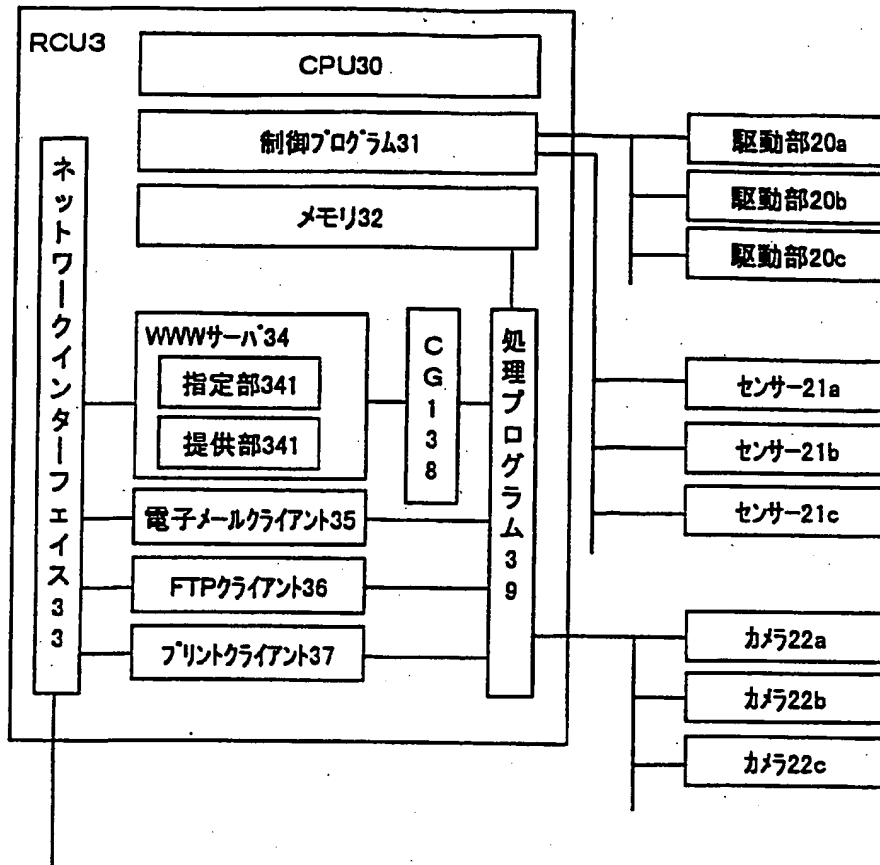 RCU3
CPU30
制御プログラム31
メモリ32
ネットワークインターフェイス33
WWWサーバ34
指定部341
提供部341
CG138
処理プログラム39
電子メールクライアント35
FTPクライアント36
プリントクライアント37
駆動部20a
駆動部20b
駆動部20c
センサー21a
センサー21b
センサー21c
カメラ22a
カメラ22b
カメラ22c